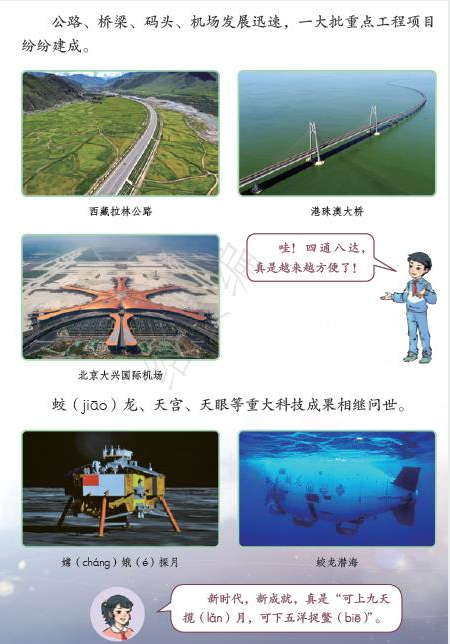 公路、桥梁、码头、机场发展迅速，一大批重点工程项目
纷纷建成。
西藏拉林公路
港珠澳大桥
哇！四通八达，
真是越来越方便了！
北京大兴国际机场
蛟（jiāo）龙、天宫、天眼等重大科技成果相继问世。
嫦（cháng）娥（é）探月
蛟龙潜海
新时代，新成就，真是“可上九天
揽（lǎn）月，可下五洋捉鳖（biē）”。